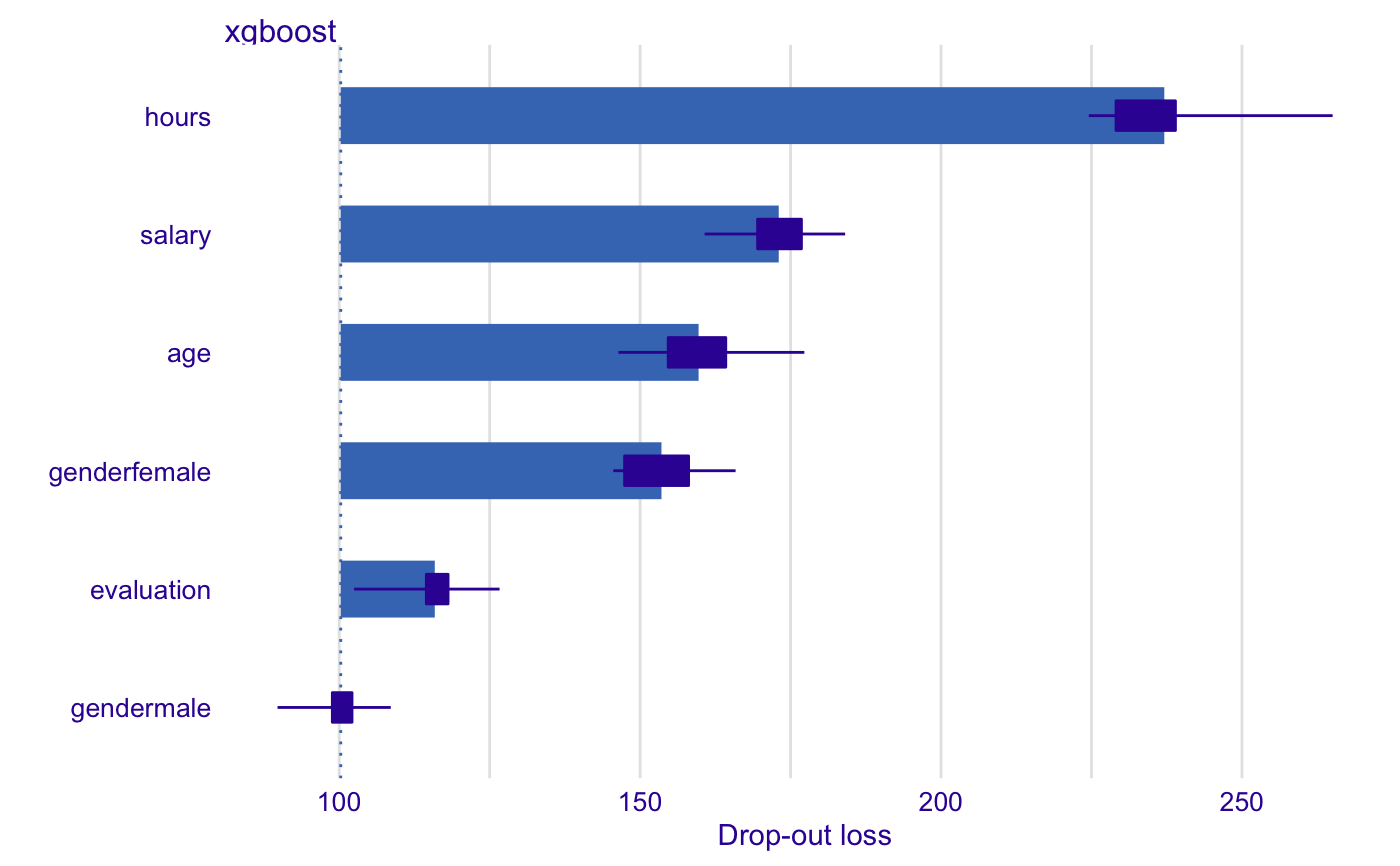 xgboost
hours
salary
age
genderfemale
evaluation
gendermale
100 150 200 250
Drop-out loss